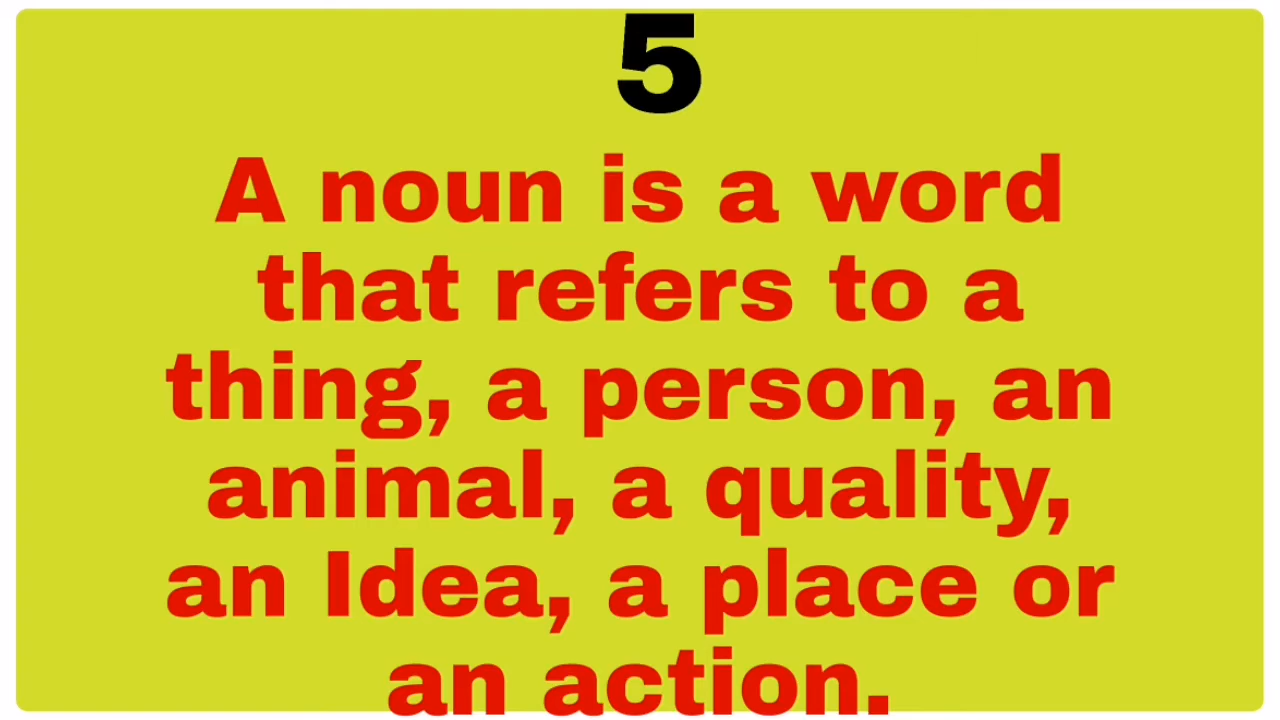 5
A noun is a word
that refers to a
thing, a person, an
animal, a quality,
an Idea, a place or
an action.